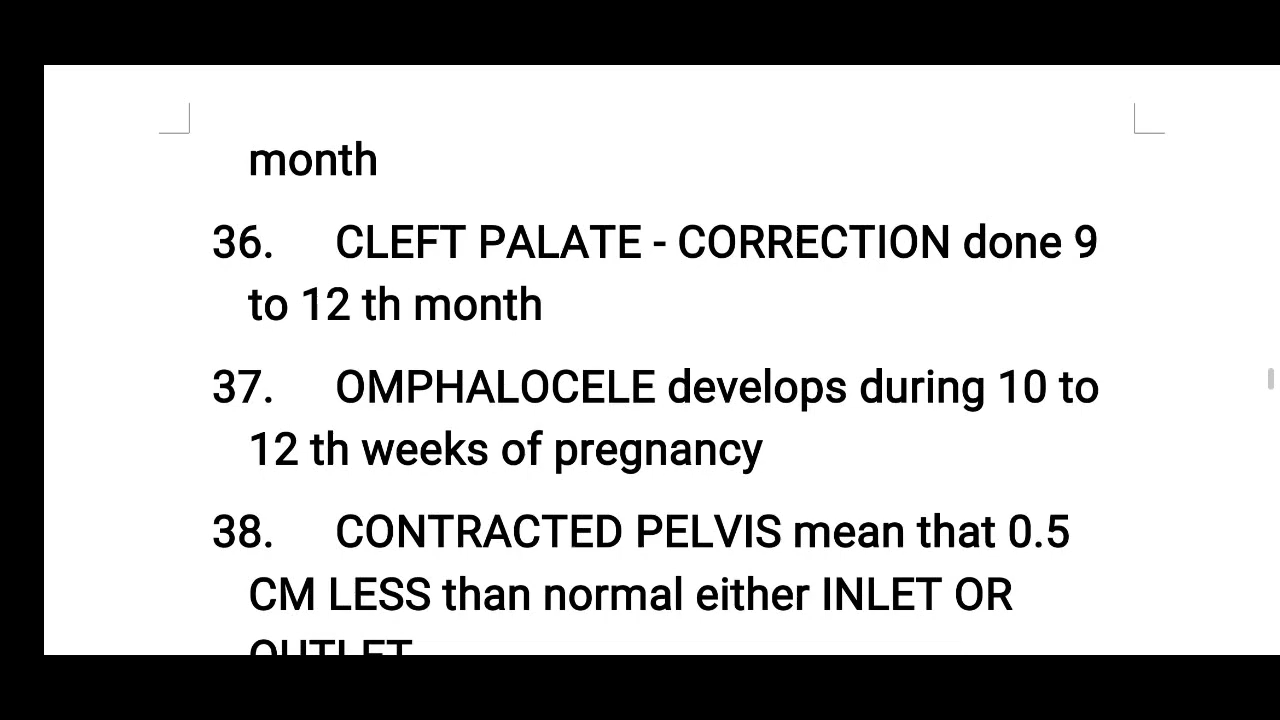 month
36. CLEFT PALATE - CORRECTION done 9
to 12 th month
37. OMPHALOCELE develops during 10 to
12 th weeks of pregnancy
38. CONTRACTED PELVIS mean that 0.5
CM LESS than normal either INLET OR
OUTLET